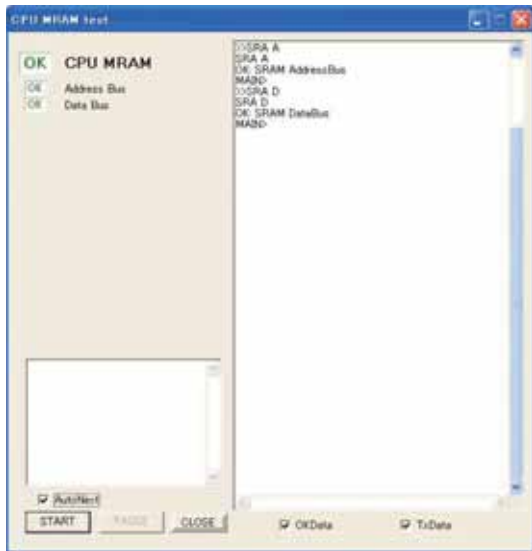 CPU MRAM test
OK CPU MRAM
OK Address Bus
OK Data Bus
>>SRA A
SRA A
OK: SRAM AddressBus
MAIN>
>>SRA D
SRA D
OK: SRAM DataBus
MAIN>
AutoNext
START PAUSE CLOSE
OKData TxData